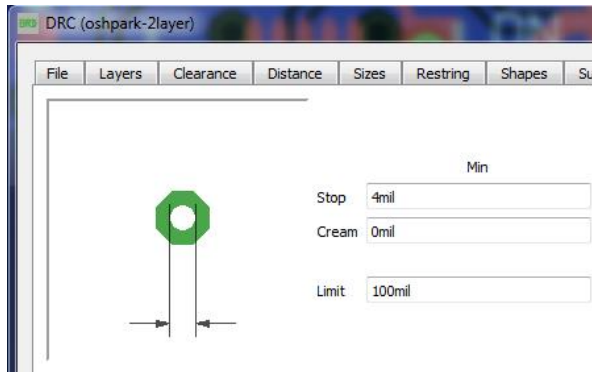 DRC (oshpark-2layer)
File Layers Clearance Distance Sizes Restring Shapes
Min
Stop 4mil
Cream 0mil
Limit 100mil